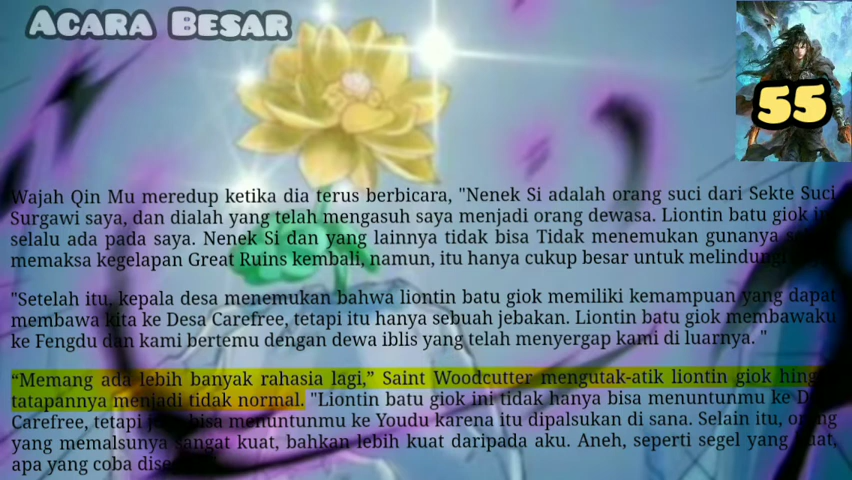 Acara Besar
55
Wajah Qin Mu meredup ketika dia terus berbicara, "Nenek Si adalah orang suci dari Sekte Suci
Surgawi saya, dan dialah yang telah mengasuh saya menjadi orang dewasa. Liontin batu giok
selalu ada pada saya. Nenek Si dan yang lainnya tidak bisa Tidak menemukan gunanya
memaksa kegelapan Great Ruins kembali, namun, itu hanya cukup besar untuk
"Setelah itu, kepala desa menemukan bahwa liontin batu giok memiliki kemampuan yang dapat
membawa kita ke Desa Carefree, tetapi itu hanya sebuah jebakan. Liontin batu giok membawaku
ke Fengdu dan kami bertemu dengan dewa iblis yang telah menyergap kami di luarnya. "
“Memang ada lebih banyak rahasia lagi,” Saint Woodcutter mengutak-atik liontin giok
tatapannya menjadi tidak normal. "Liontin batu giok ini tidak hanya bisa menuntunmu ke
Carefree, tetapi bisa menuntunmu ke Youdu karena itu dipalsukan di sana. Selain itu, orang
yang memalsunya sangat kuat, bahkan lebih kuat daripada aku. Aneh, seperti segel yang kuat,
apa yang coba